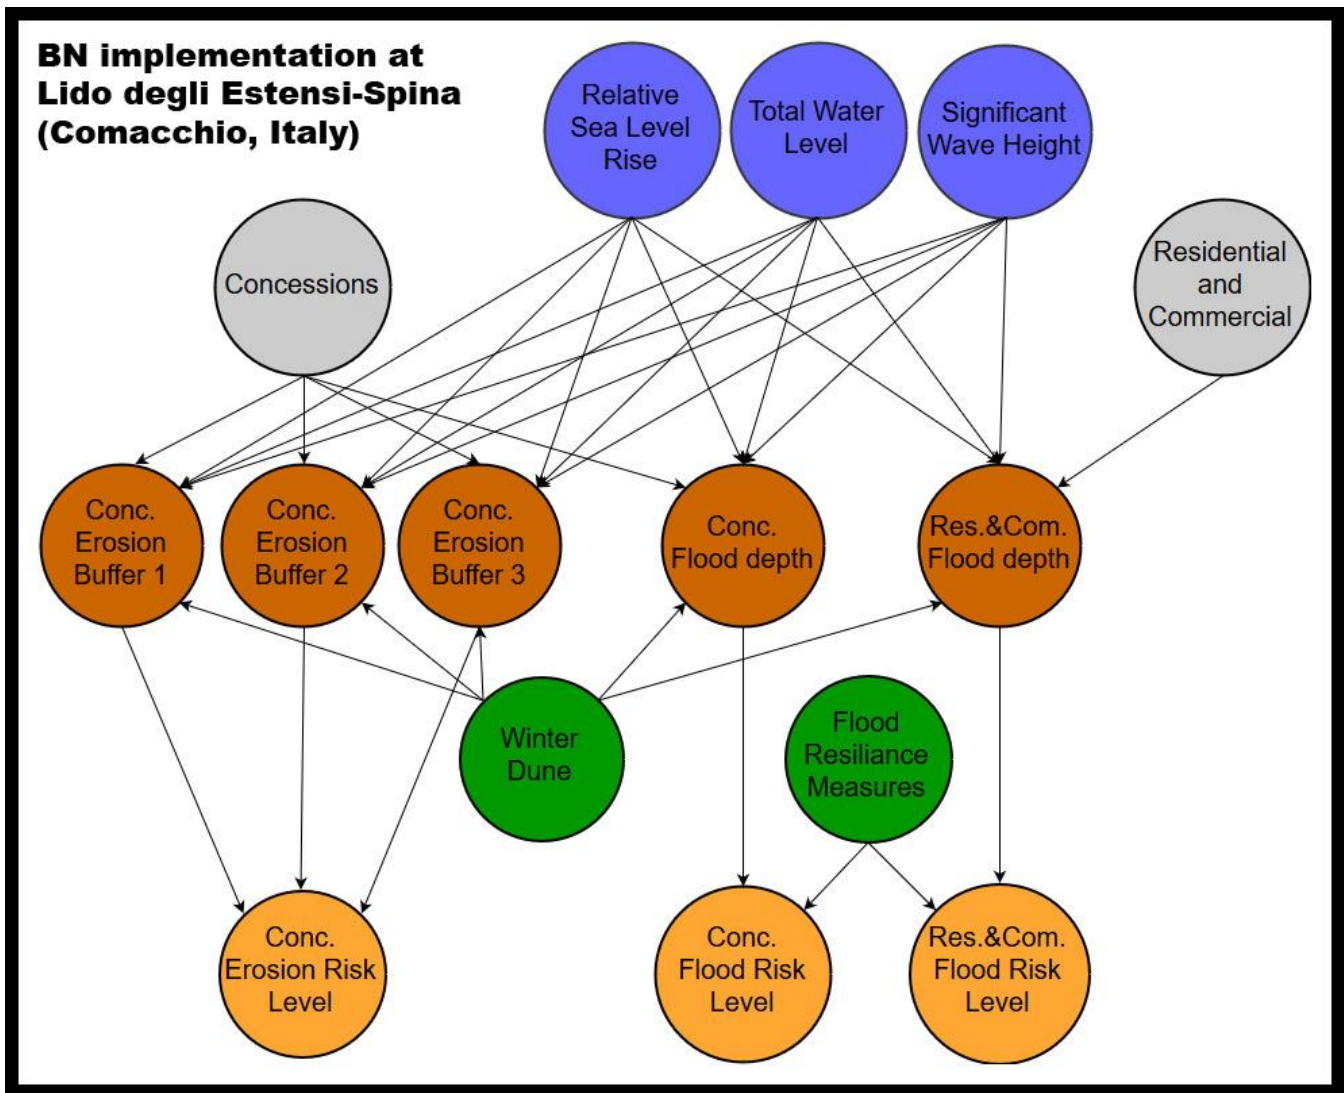 BN implementation at
Lido degli Estensi-Spina
(Comacchio, Italy)
Relative
Sea Level
Rise
Total Water
Level
Significant
Wave Height
Concessions
Residential
and
Commercial
Conc.
Erosion
Buffer 1
Conc.
Erosion
Buffer 2
Conc.
Erosion
Buffer 3
Conc.
Flood depth
Res.&Com.
Flood depth
Winter
Dune
Flood
Resiliance
Measures
Conc.
Erosion Risk
Level
Conc.
Flood Risk
Level
Res.&Com.
Flood Risk
Level